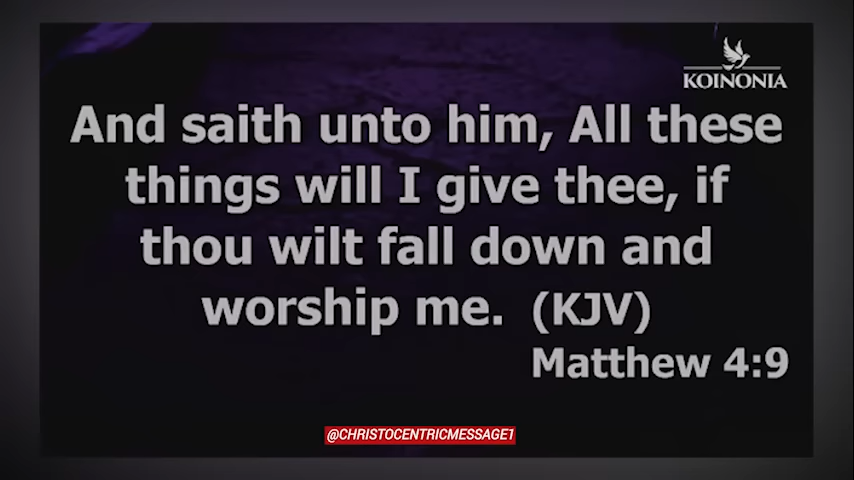 KOINONIA
And saith unto him, All these
things will I give thee, if
thou wilt fall down and
worship me. (KJV)
Matthew 4:9
@CHRISTOCENTRICMESSAGE1